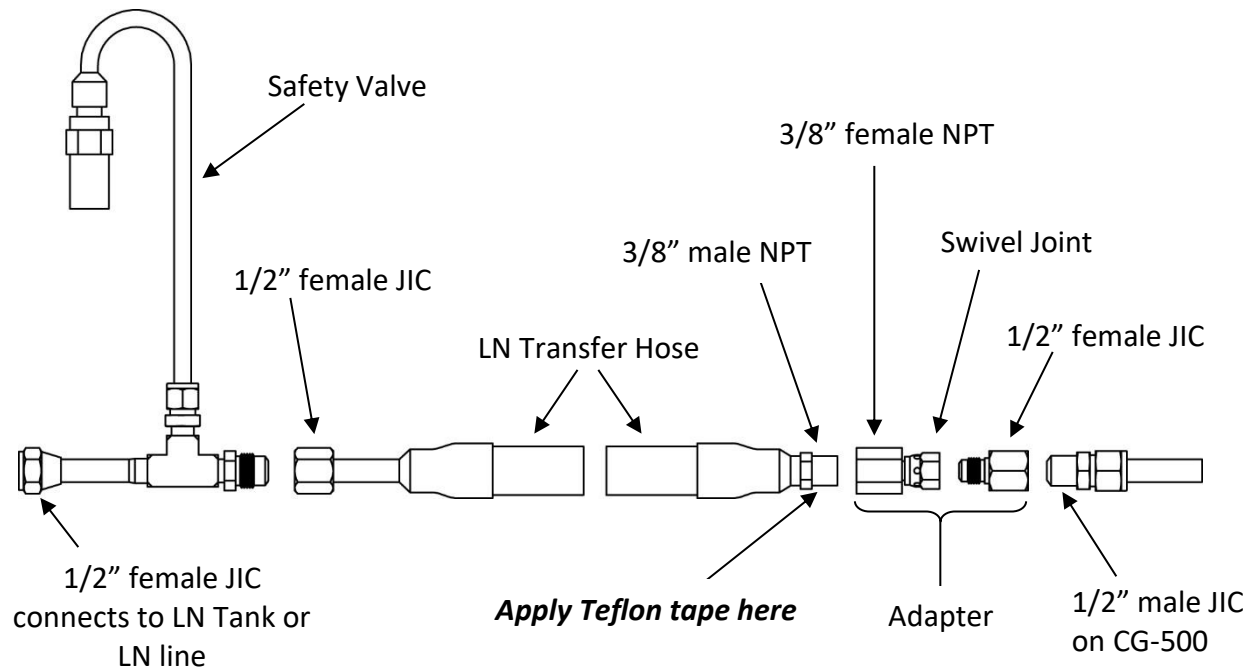 Safety Valve
3/8” female NPT
Swivel Joint
3/8” male NPT
1/2” female JIC
1/2” female JIC
LN Transfer Hose
1/2” female JIC
connects to LN Tank or
LN line
Apply Teflon tape here
Adapter
1/2” male JIC
on CG-500